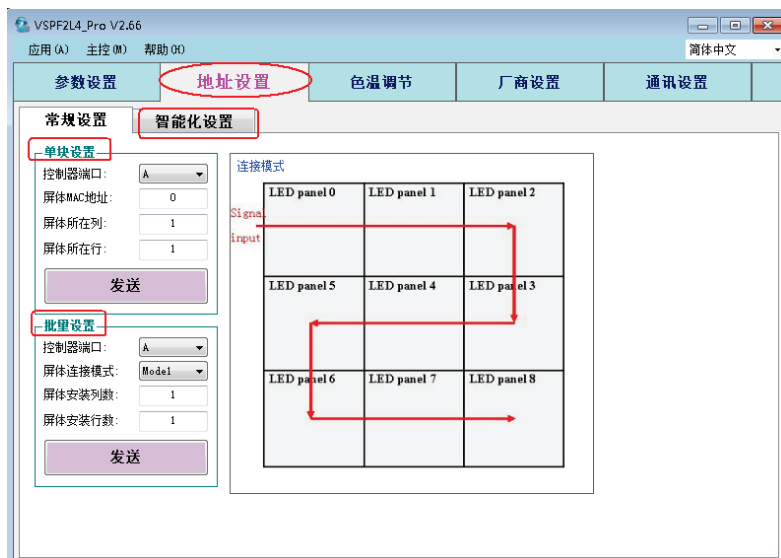 VSPF2L4_Pro V2.66
应用(A) 主控(M) 帮助(H)
简体中文
参数设置 地址设置 色温调节 厂商设置 通讯设置
常规设置 智能化设置
单块设置
控制器端口: A
屏体MAC地址: 0
屏体所在列: 1
屏体所在行: 1
发送
批量设置
控制器端口: A
屏体连接模式: Mode1
屏体安装列数: 1
屏体安装行数: 1
发送
连接模式
LED panel 0 LED panel 1 LED panel 2
Signal
input
LED panel 5 LED panel 4 LED panel 3
LED panel 6 LED panel 7 LED panel 8